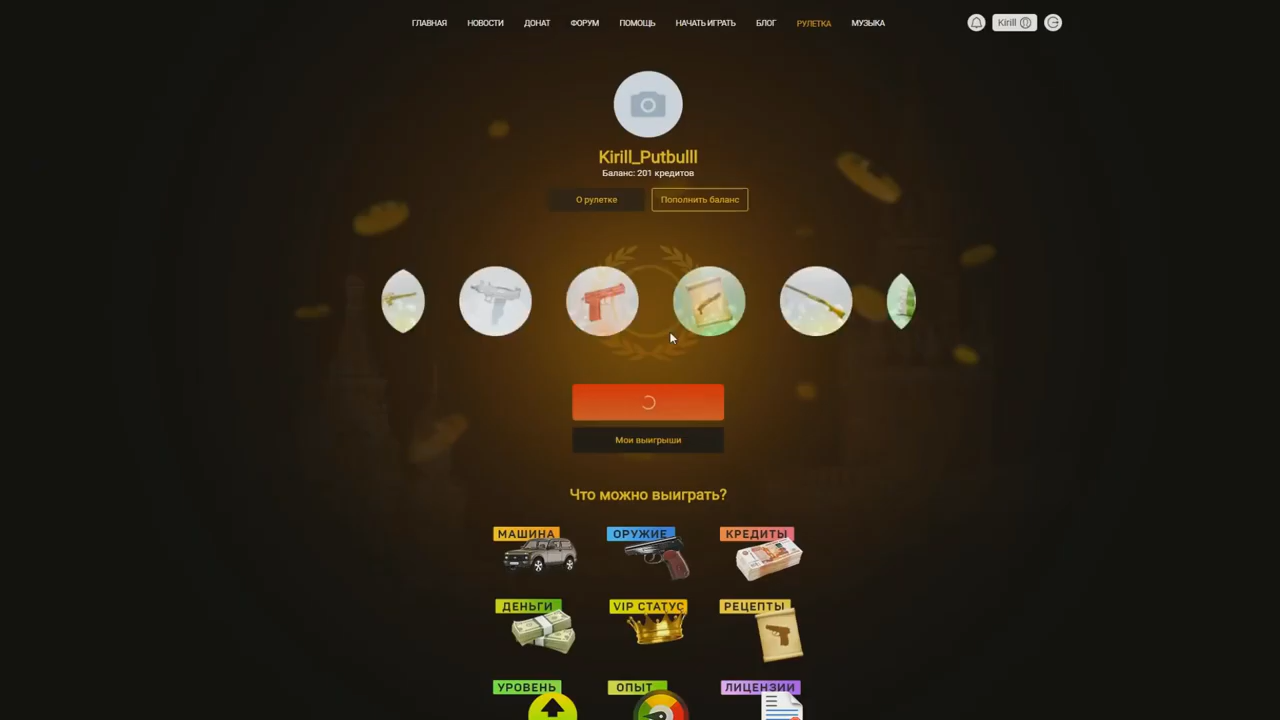 ГЛАВНАЯ НОВОСТИ ДОНАТ ФОРУМ ПОМОЩЬ НАЧАТЬ ИГРАТЬ БЛОГ РУЛЕТКА МУЗЫКА Kirill
Kirill_Putbulll
Баланс: 201 кредитов
О рулетке Пополнить баланс
Мои выигрыши
Что можно выиграть?
МАШИНА ОРУЖИЕ КРЕДИТЫ
ДЕНЬГИ VIP СТАТУС РЕЦЕПТЫ
УРОВЕНЬ ОПЫТ ЛИЦЕНЗИИ